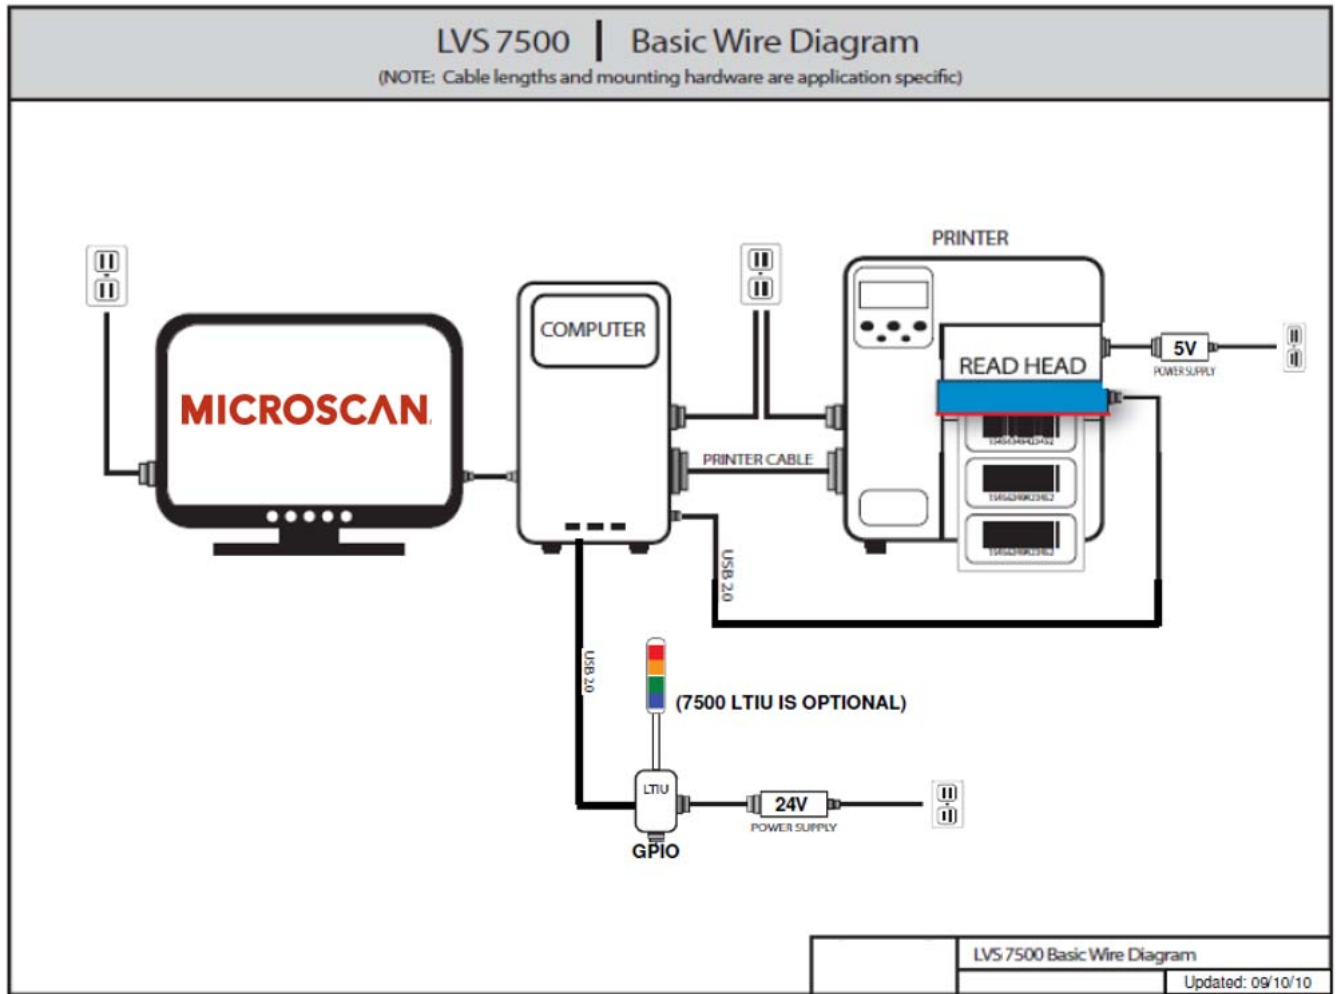 LVS 7500 | Basic Wire Diagram
(NOTE: Cable lengths and mounting hardware are application specific)
PRINTER
COMPUTER
READ HEAD
5V
POWER SUPPLY
MICROSCAN
PRINTER CABLE
USB 2.0
USB 2.0
(7500 LTIU IS OPTIONAL)
LTIU
24V
POWER SUPPLY
GPIO
LVS 7500 Basic Wire Diagram
Updated: 09/10/10